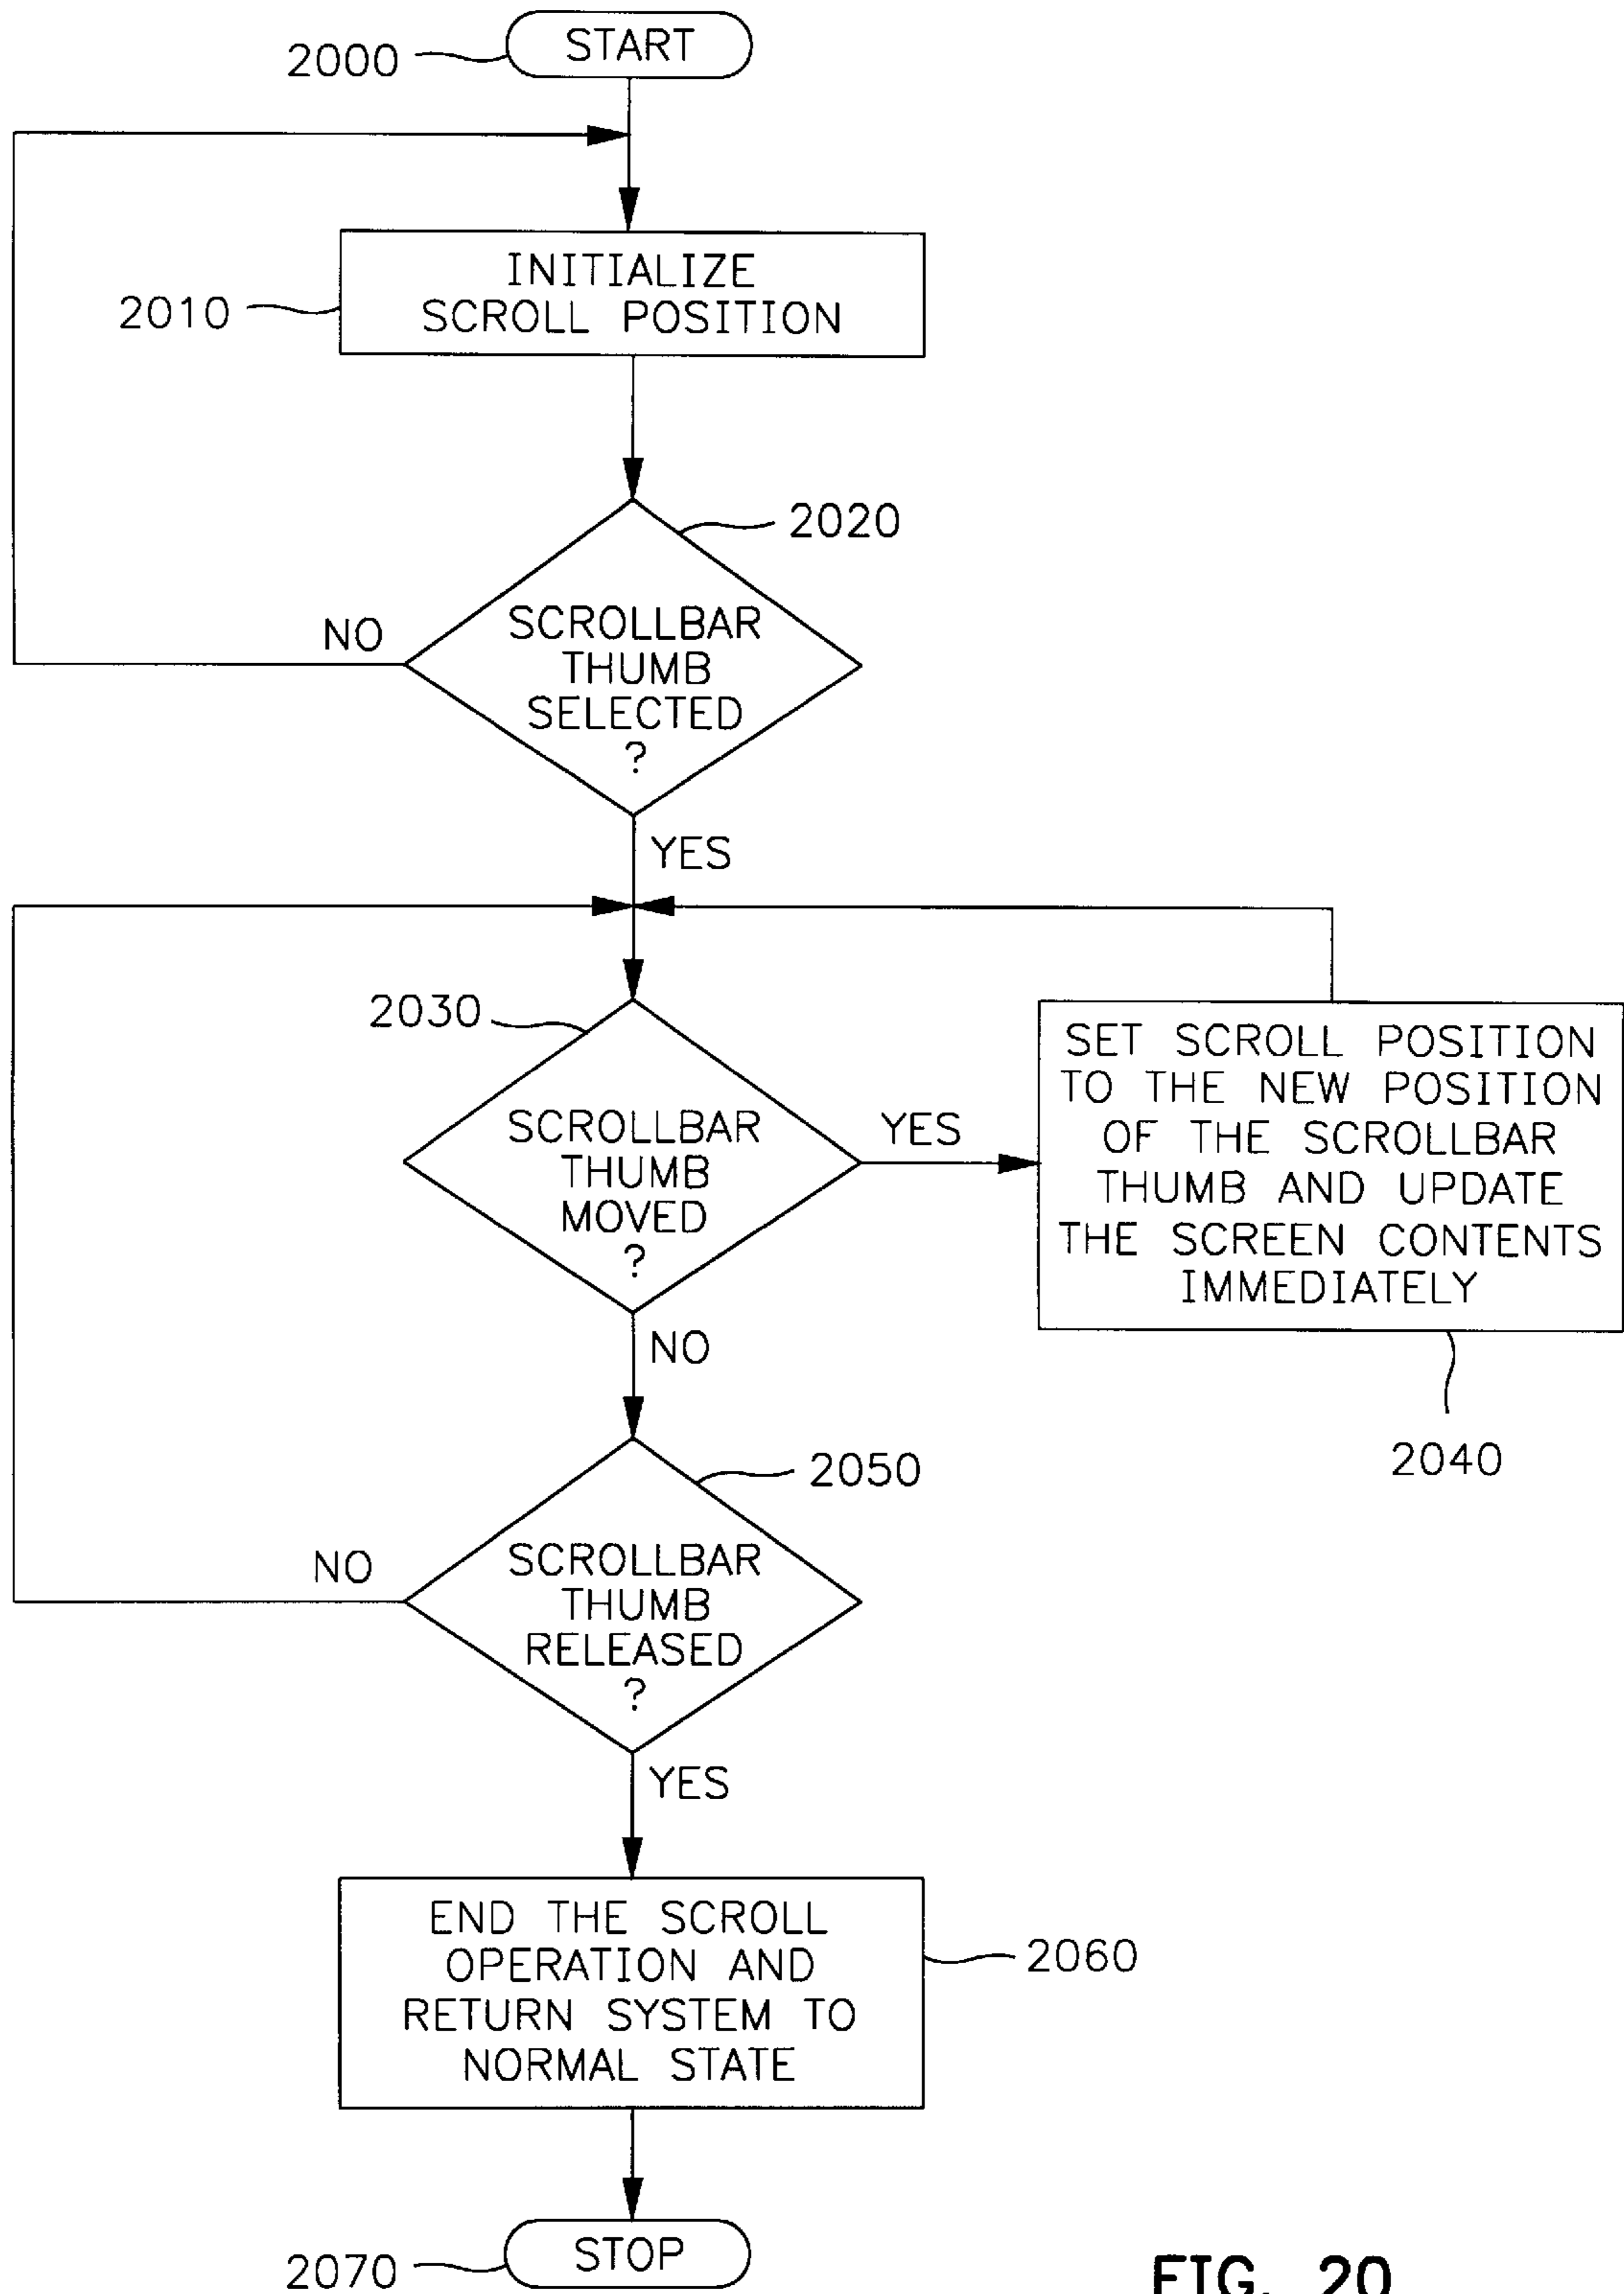 START
2000
INITIALIZE
SCROLL POSITION
2010
2020
SCROLLBAR
THUMB
SELECTED
?
NO
YES
2030
SCROLLBAR
THUMB
MOVED
?
YES
SET SCROLL POSITION
TO THE NEW POSITION
OF THE SCROLLBAR
THUMB AND UPDATE
THE SCREEN CONTENTS
IMMEDIATELY
2040
NO
2050
SCROLLBAR
THUMB
RELEASED
?
NO
YES
END THE SCROLL
OPERATION AND
RETURN SYSTEM TO
NORMAL STATE
2060
STOP
2070
FIG. 20